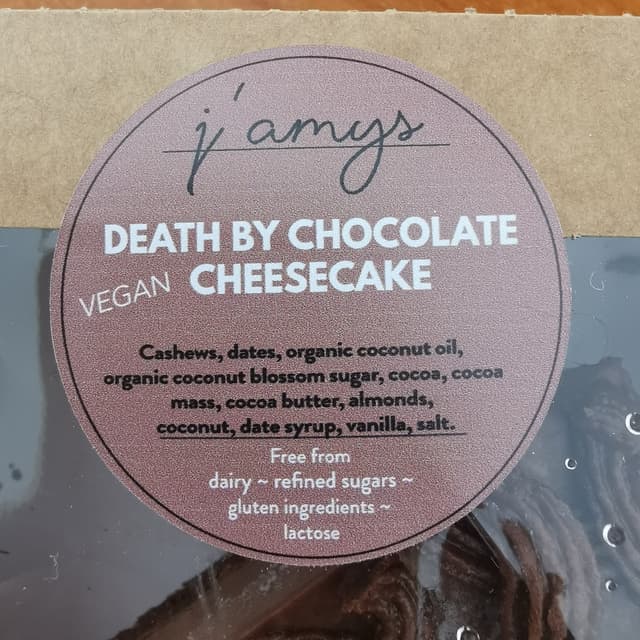 j'amys
DEATH BY CHOCOLATE
VEGAN CHEESECAKE
Cashews, dates, organic coconut oil,
organic coconut blossom sugar, cocoa, cocoa
mass, cocoa butter, almonds,
coconut, date syrup, vanilla, salt.
Free from
dairy ~ refined sugars ~
gluten ingredients ~
lactose